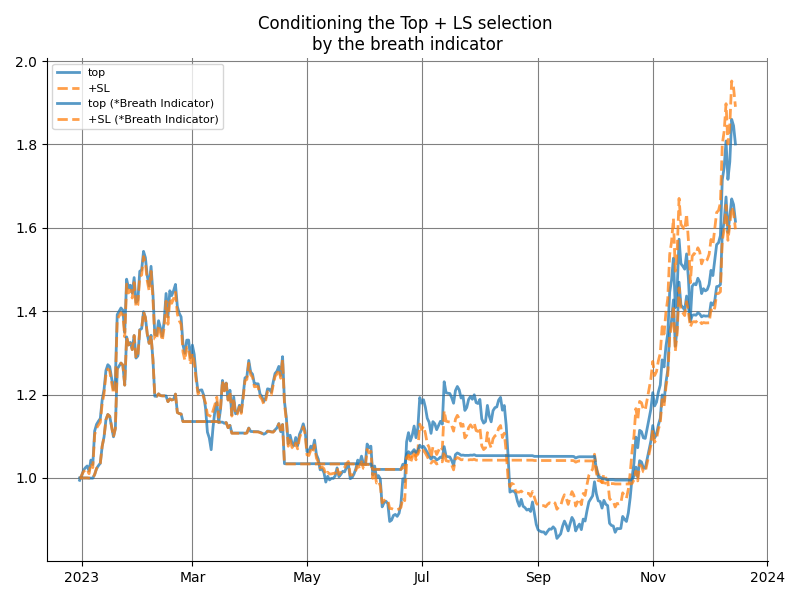 Conditioning the Top + LS selection
by the breath indicator
top
+SL
top (*Breath Indicator)
+SL (*Breath Indicator)
2.0
1.8
1.6
1.4
1.2
1.0
2023 Mar May Jul Sep Nov 2024